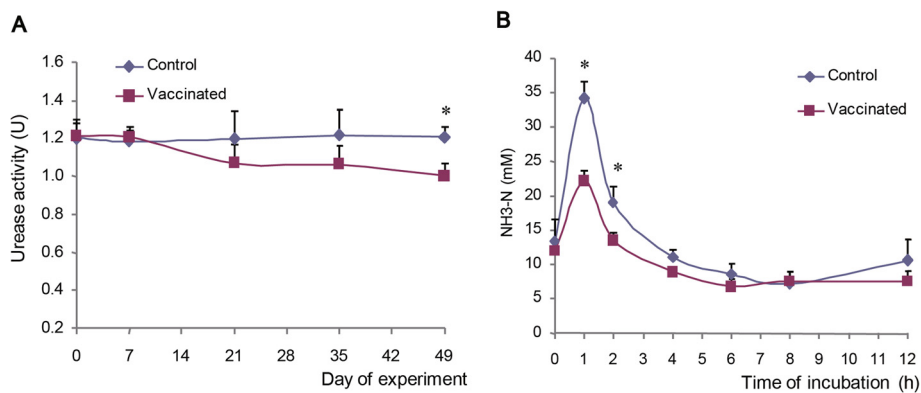 A
Urease activity (U)
1.6
1.4
1.2
1.0
0.8
0.6
0.4
0.2
Control
Vaccinated
*
0 7 14 21 28 35 42 49
Day of experiment
B
NH3-N (mM)
40
35
30
25
20
15
10
5
0
*
*
Control
Vaccinated
0 1 2 3 4 5 6 7 8 9 10 11 12
Time of incubation (h)